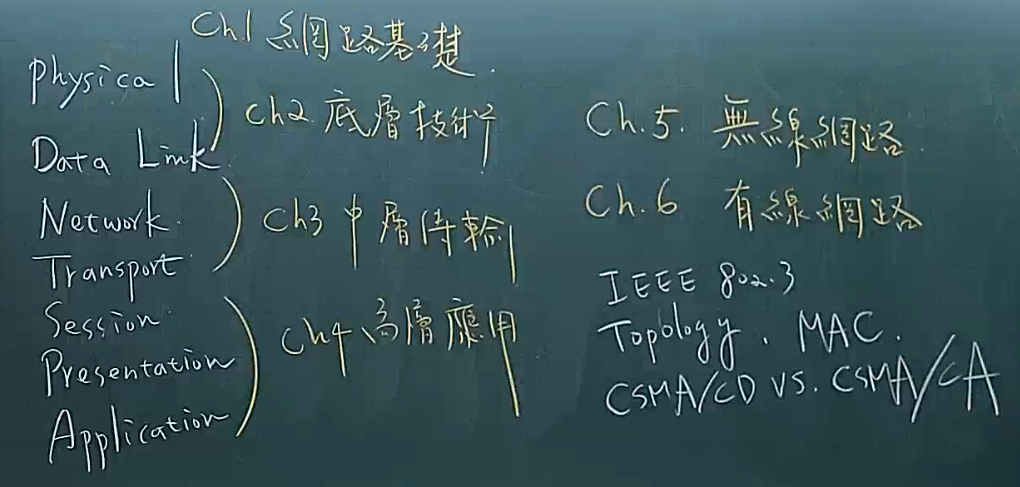 Ch.1 網路基礎.
Physical
Ch2 底層技術
Data Link
Network
Ch3 中層傳輸
Transport
Session
Ch4 高層應用
Presentation
Application
Ch.5. 無線網路
Ch.6 有線網路
IEEE 802.3
Topology. MAC.
CSMA/CD VS. CSMA/CA